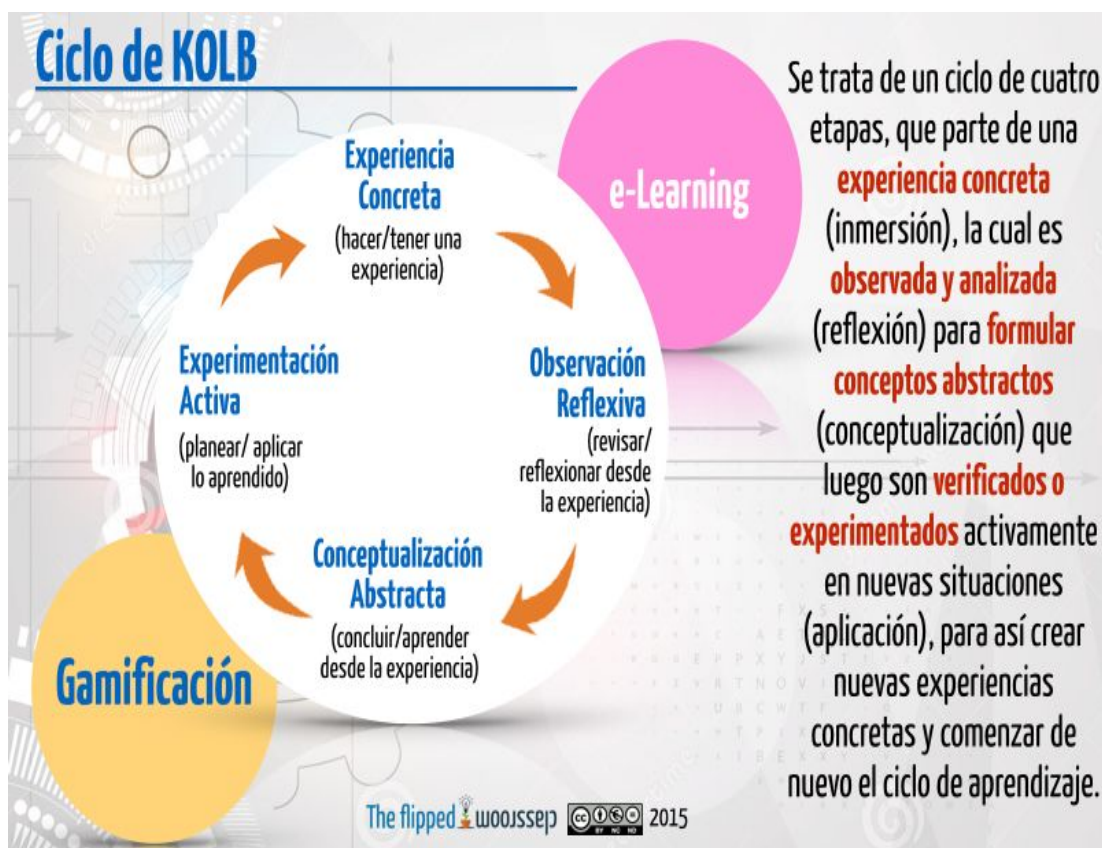 Ciclo de KOLB
Experiencia
Concreta
(hacer/tener una
experiencia)
Observación
Reflexiva
(revisar/
reflexionar desde
la experiencia)
Conceptualización
Abstracta
(concluir/aprender
desde la experiencia)
Experimentación
Activa
(planear/ aplicar
lo aprendido)
e-Learning
Gamificación
Se trata de un ciclo de cuatro
etapas, que parte de una
experiencia concreta
(inmersión), la cual es
observada y analizada
(reflexión) para formular
conceptos abstractos
(conceptualización) que
luego son verificados o
experimentados activamente
en nuevas situaciones
(aplicación), para así crear
nuevas experiencias
concretas y comenzar de
nuevo el ciclo de aprendizaje.
The flipped classroom cc BY NC ND 2015